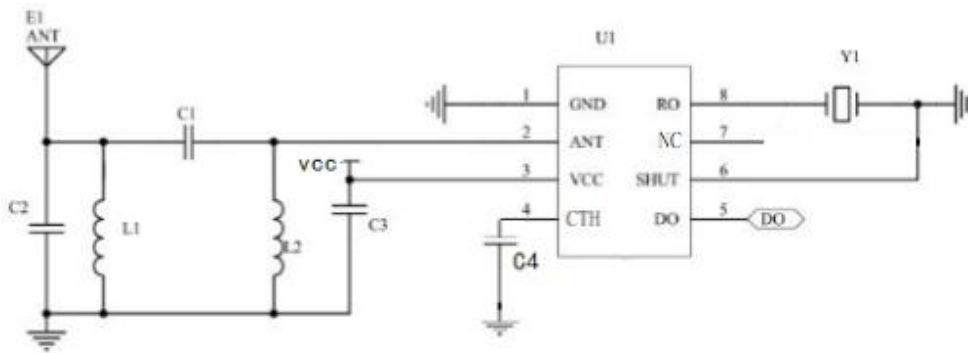 E1
ANT
U1
Y1
C1
1 GND RO 8
2 ANT NC 7
VCC
3 VCC SHUT 6
C2
L1
L2
C3
4 CTH DO 5 DO
C4